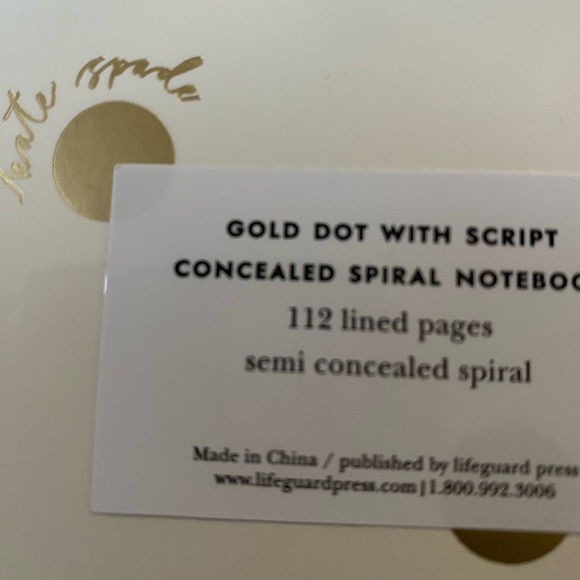 kate spade
GOLD DOT WITH SCRIPT
CONCEALED SPIRAL
112 lined pages
semi concealed spiral
Made in China / published by lifeguard press
www.lifeguardpress.com | 1.800.992.3006